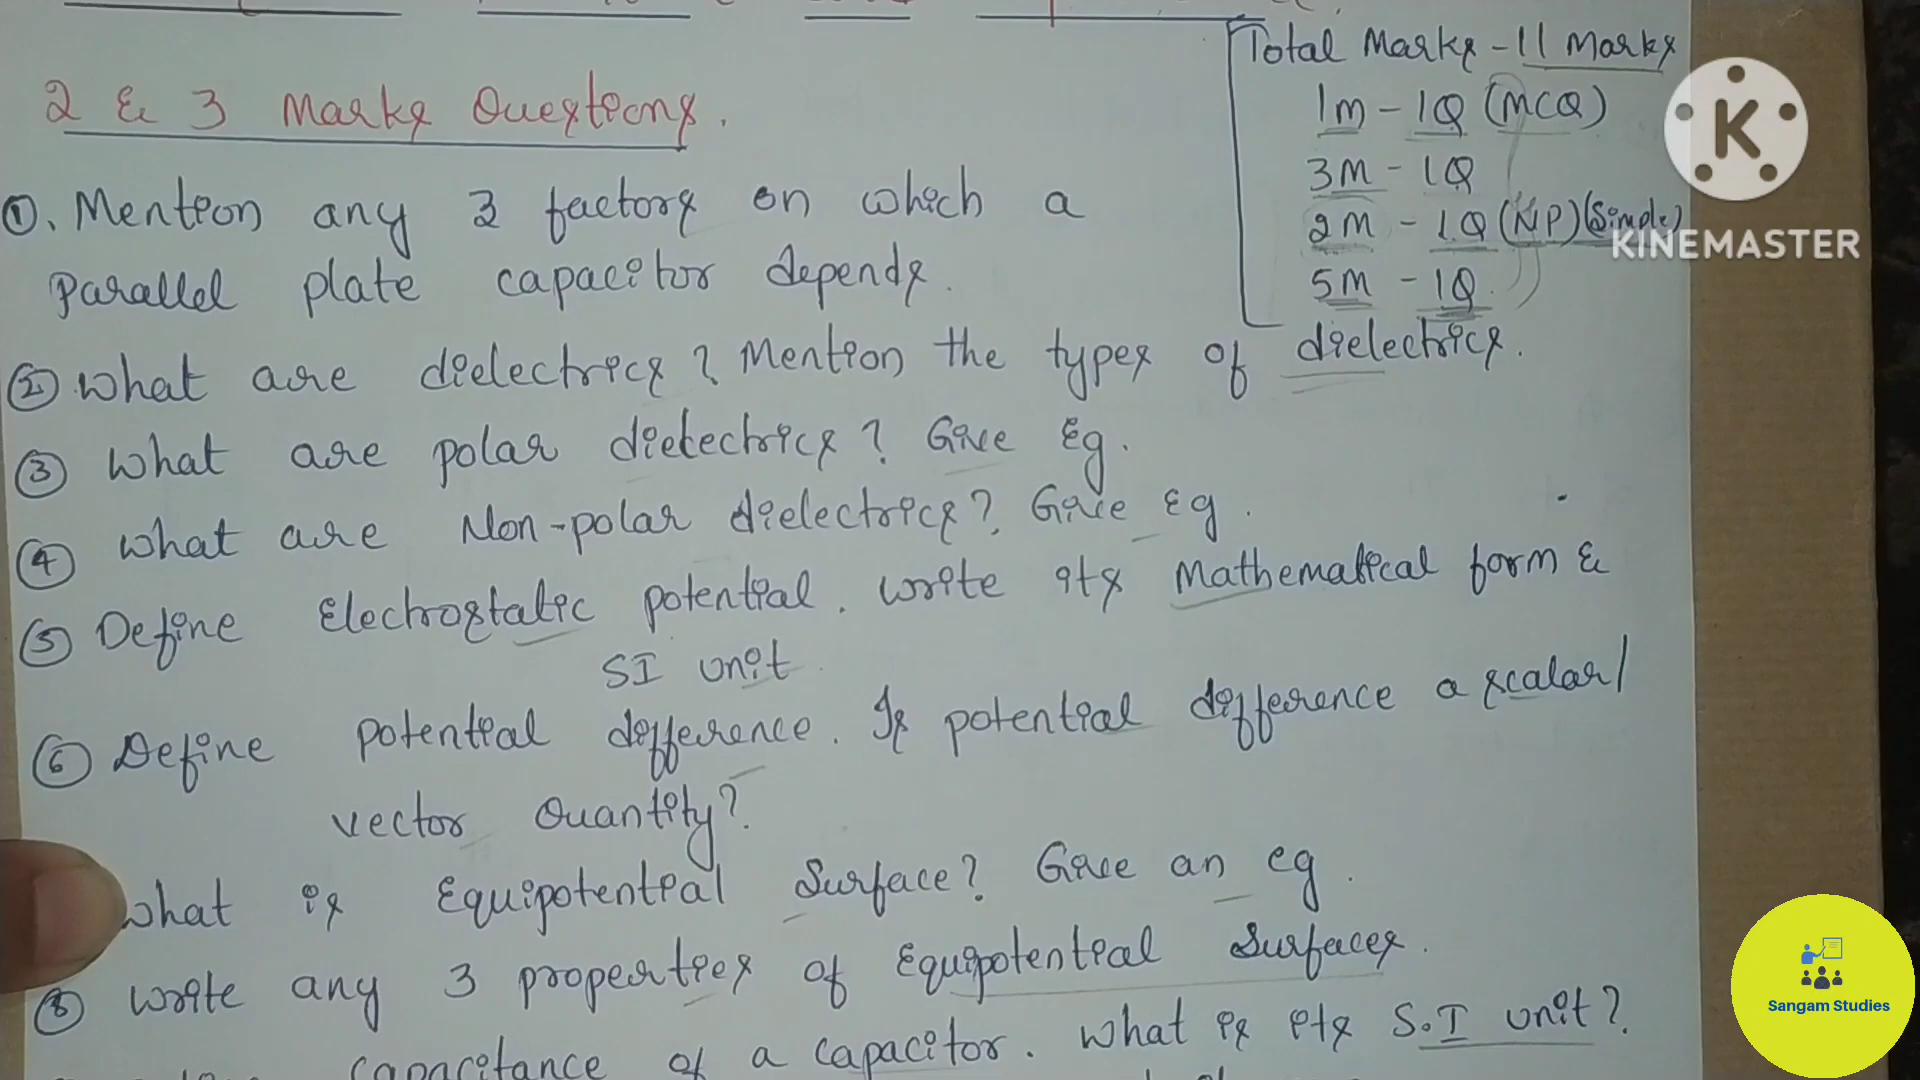 Total Marks - 11 Marks
2 & 3 Marks Questions.
1M - 1Q (MCQ)
3M - 1Q
2M - 1Q (NP) (Simple)
5M - 1Q
KINEMASTER
①. Mention any 3 factors on which a
parallel plate capacitor depends.
② What are dielectrics? Mention the types of dielectrics.
③ What are polar dielectrics? Give Eg.
④ What are Non-polar dielectrics? Give Eg.
⑤ Define Electrostatic potential. Write its Mathematical form &
SI unit.
⑥ Define potential difference. Is potential difference a scalar/
vector Quantity?
What is Equipotential Surface? Give an eg.
⑧ Write any 3 properties of Equipotential Surfaces.
capacitance of a capacitor. What is its S.I unit?
Sangam Studies